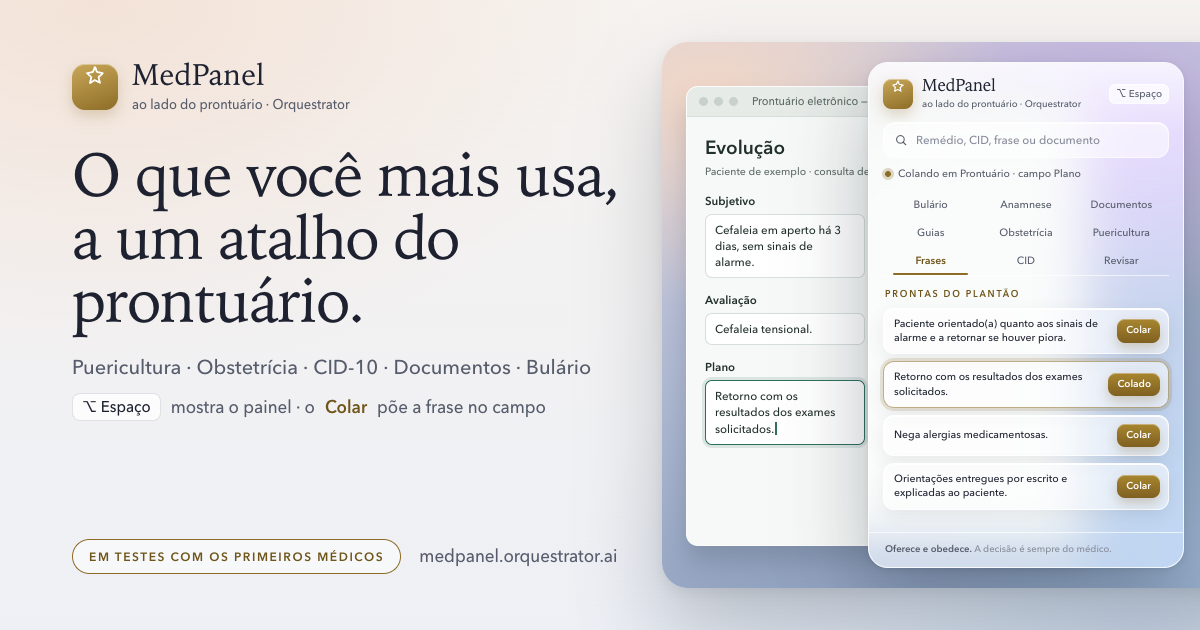 MedPanel
ao lado do prontuário · Orquestrator
O que você mais usa,
a um atalho do
prontuário.
Puericultura · Obstetrícia · CID-10 · Documentos · Bulário
⌥ Espaço mostra o painel · o Colar põe a frase no campo
EM TESTES COM OS PRIMEIROS MÉDICOS
medpanel.orquestrator.ai
Prontuário eletrônico –
Evolução
Paciente de exemplo · consulta de
Subjetivo
Cefaleia em aperto há 3
dias, sem sinais de
alarme.
Avaliação
Cefaleia tensional.
Plano
Retorno com os
resultados dos exames
solicitados.
MedPanel
ao lado do prontuário · Orquestrator
⌥ Espaço
Remédio, CID, frase ou documento
Colando em Prontuário · campo Plano
Bulário Anamnese Documentos
Guias Obstetrícia Puericultura
Frases CID Revisar
PRONTAS DO PLANTÃO
Paciente orientado(a) quanto aos sinais de
alarme e a retornar se houver piora.
Colar
Retorno com os resultados dos exames
solicitados.
Colado
Nega alergias medicamentosas.
Colar
Orientações entregues por escrito e
explicadas ao paciente.
Colar
Oferece e obedece. A decisão é sempre do médico.